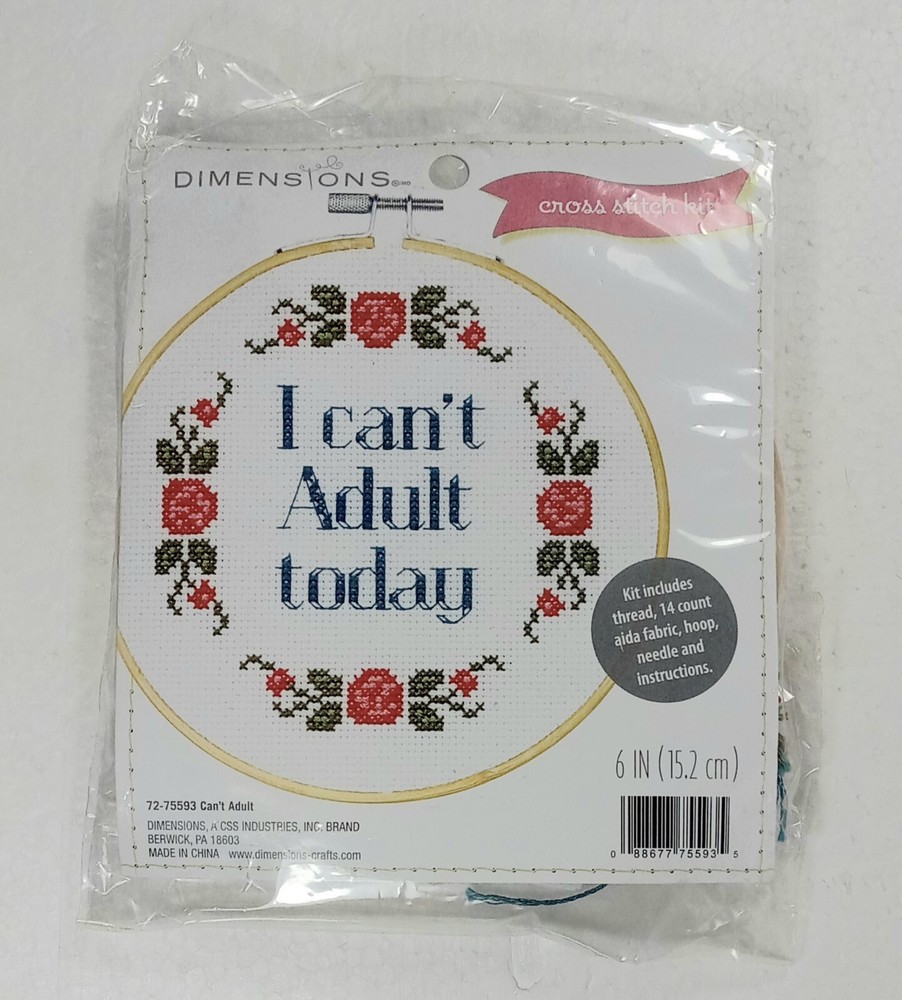 DIMENSIONS®
cross stitch kit
I can't
Adult
today
Kit includes
thread, 14 count
aida fabric, hoop,
needle and
instructions.
6 IN (15.2 cm)
72-75593 Can't Adult
DIMENSIONS, A CSS INDUSTRIES, INC. BRAND
BERWICK, PA 18603
MADE IN CHINA www.dimensions-crafts.com
0 88677 75593 5